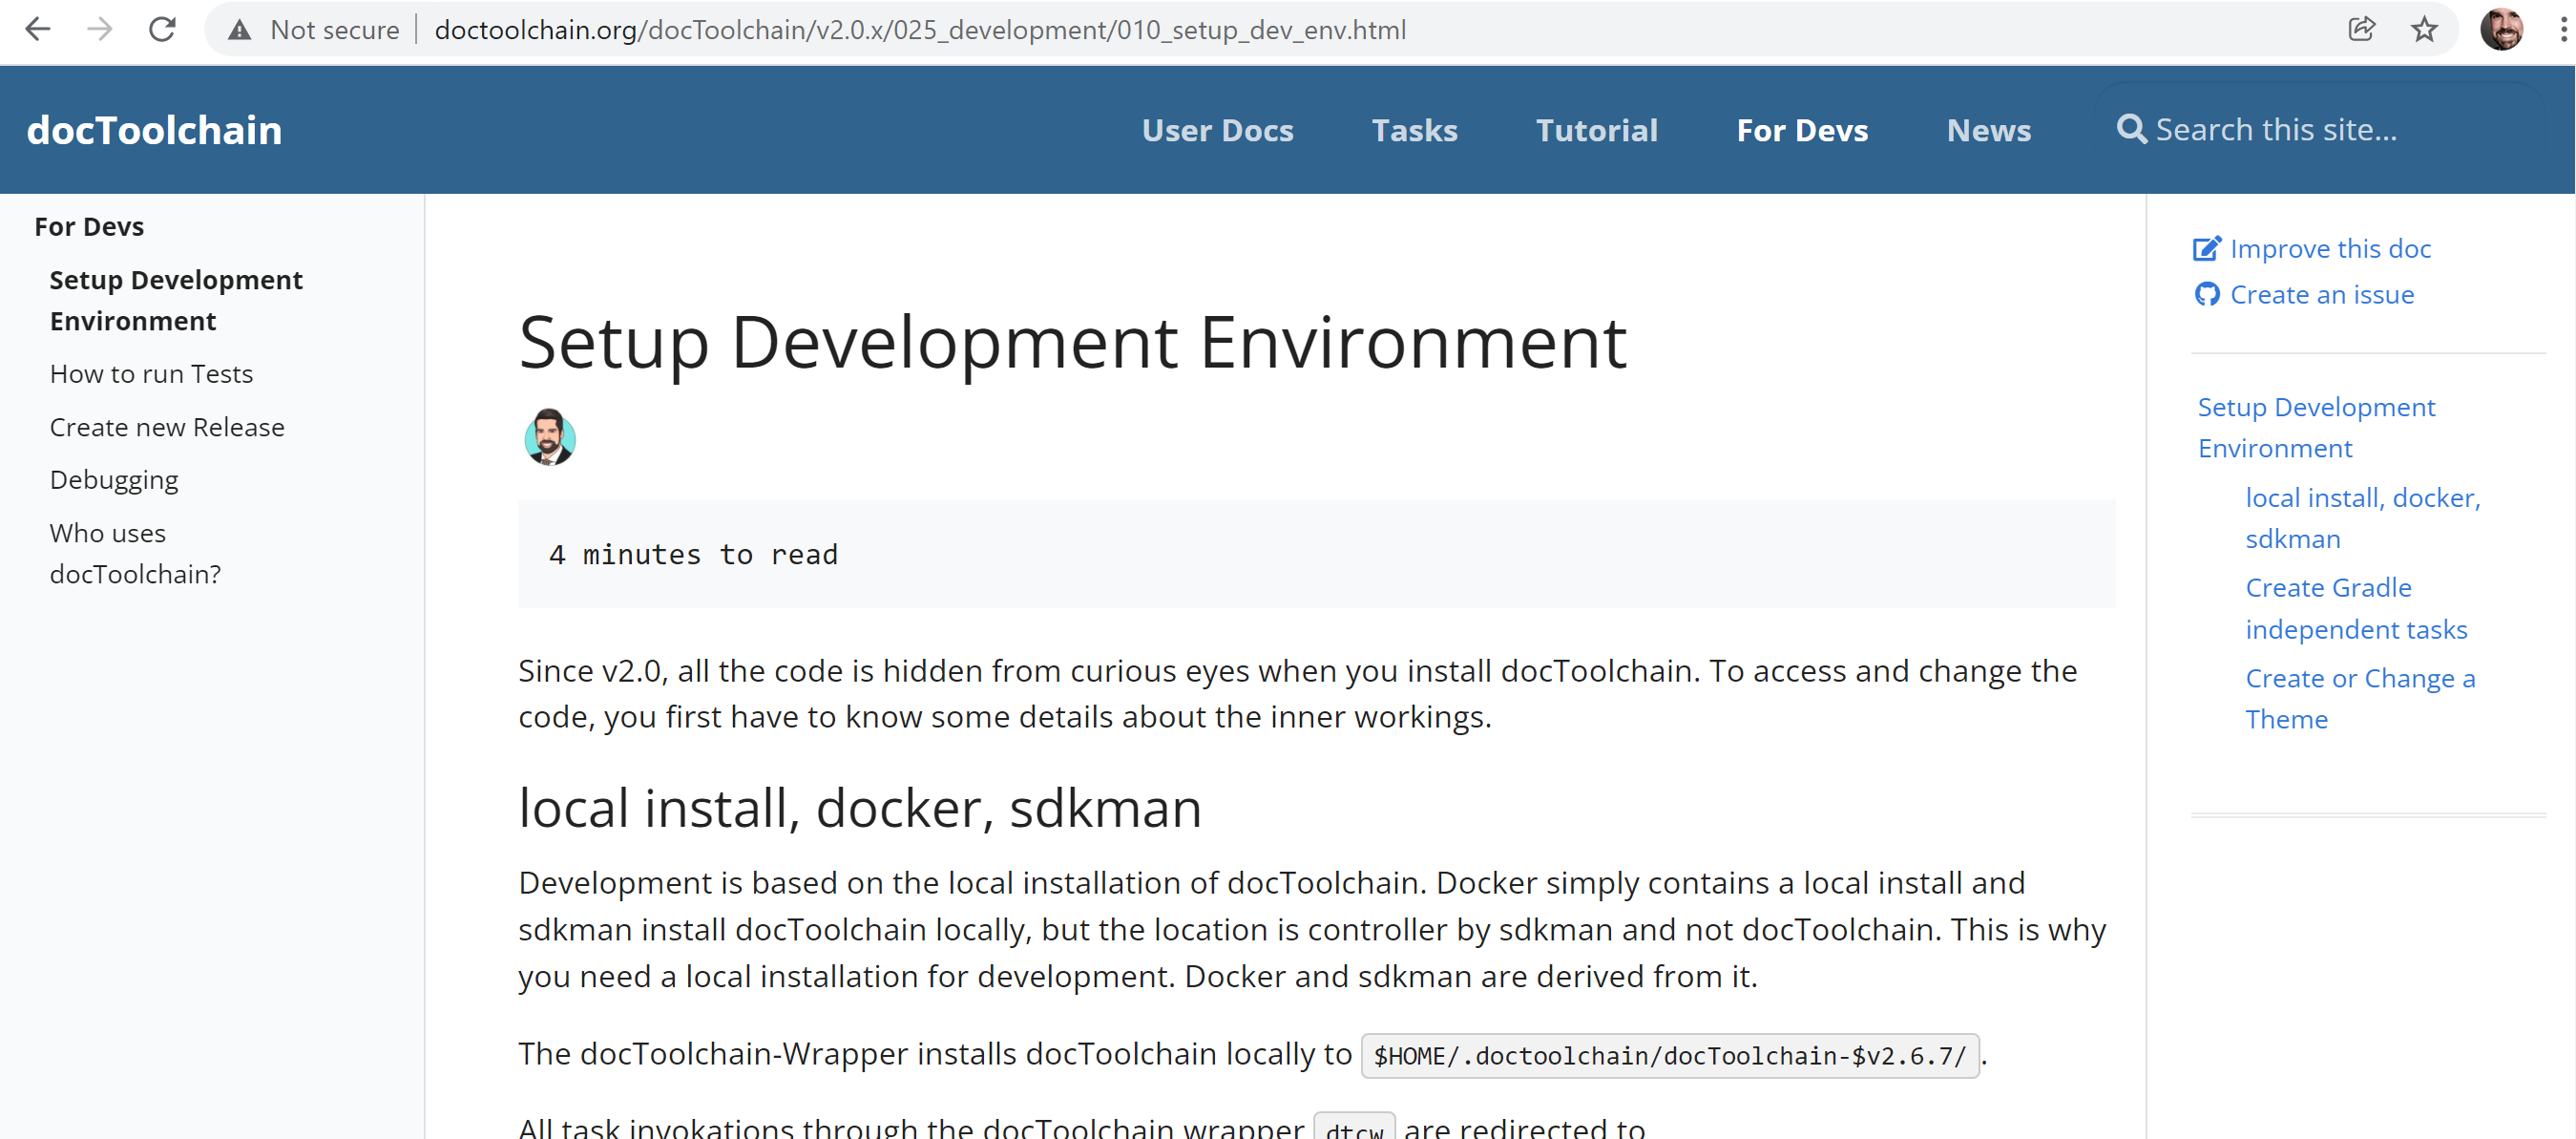 Not secure
doctoolchain.org/docToolchain/v2.0.x/025_development/010_setup_dev_env.html
docToolchain
User Docs
Tasks
Tutorial
For Devs
News
Search this site...
For Devs
Setup Development
Environment
How to run Tests
Create new Release
Debugging
Who uses
docToolchain?
Setup Development Environment
4 minutes to read
Since v2.0, all the code is hidden from curious eyes when you install docToolchain. To access and change the
code, you first have to know some details about the inner workings.
local install, docker, sdkman
Development is based on the local installation of docToolchain. Docker simply contains a local install and
sdkman install docToolchain locally, but the location is controller by sdkman and not docToolchain. This is why
you need a local installation for development. Docker and sdkman are derived from it.
The docToolchain-Wrapper installs docToolchain locally to $HOME/.doctoolchain/docToolchain-$v2.6.7/.
All task invokations through the docToolchain wrapper dtcw are redirected to
Improve this doc
Create an issue
Setup Development
Environment
local install, docker,
sdkman
Create Gradle
independent tasks
Create or Change a
Theme